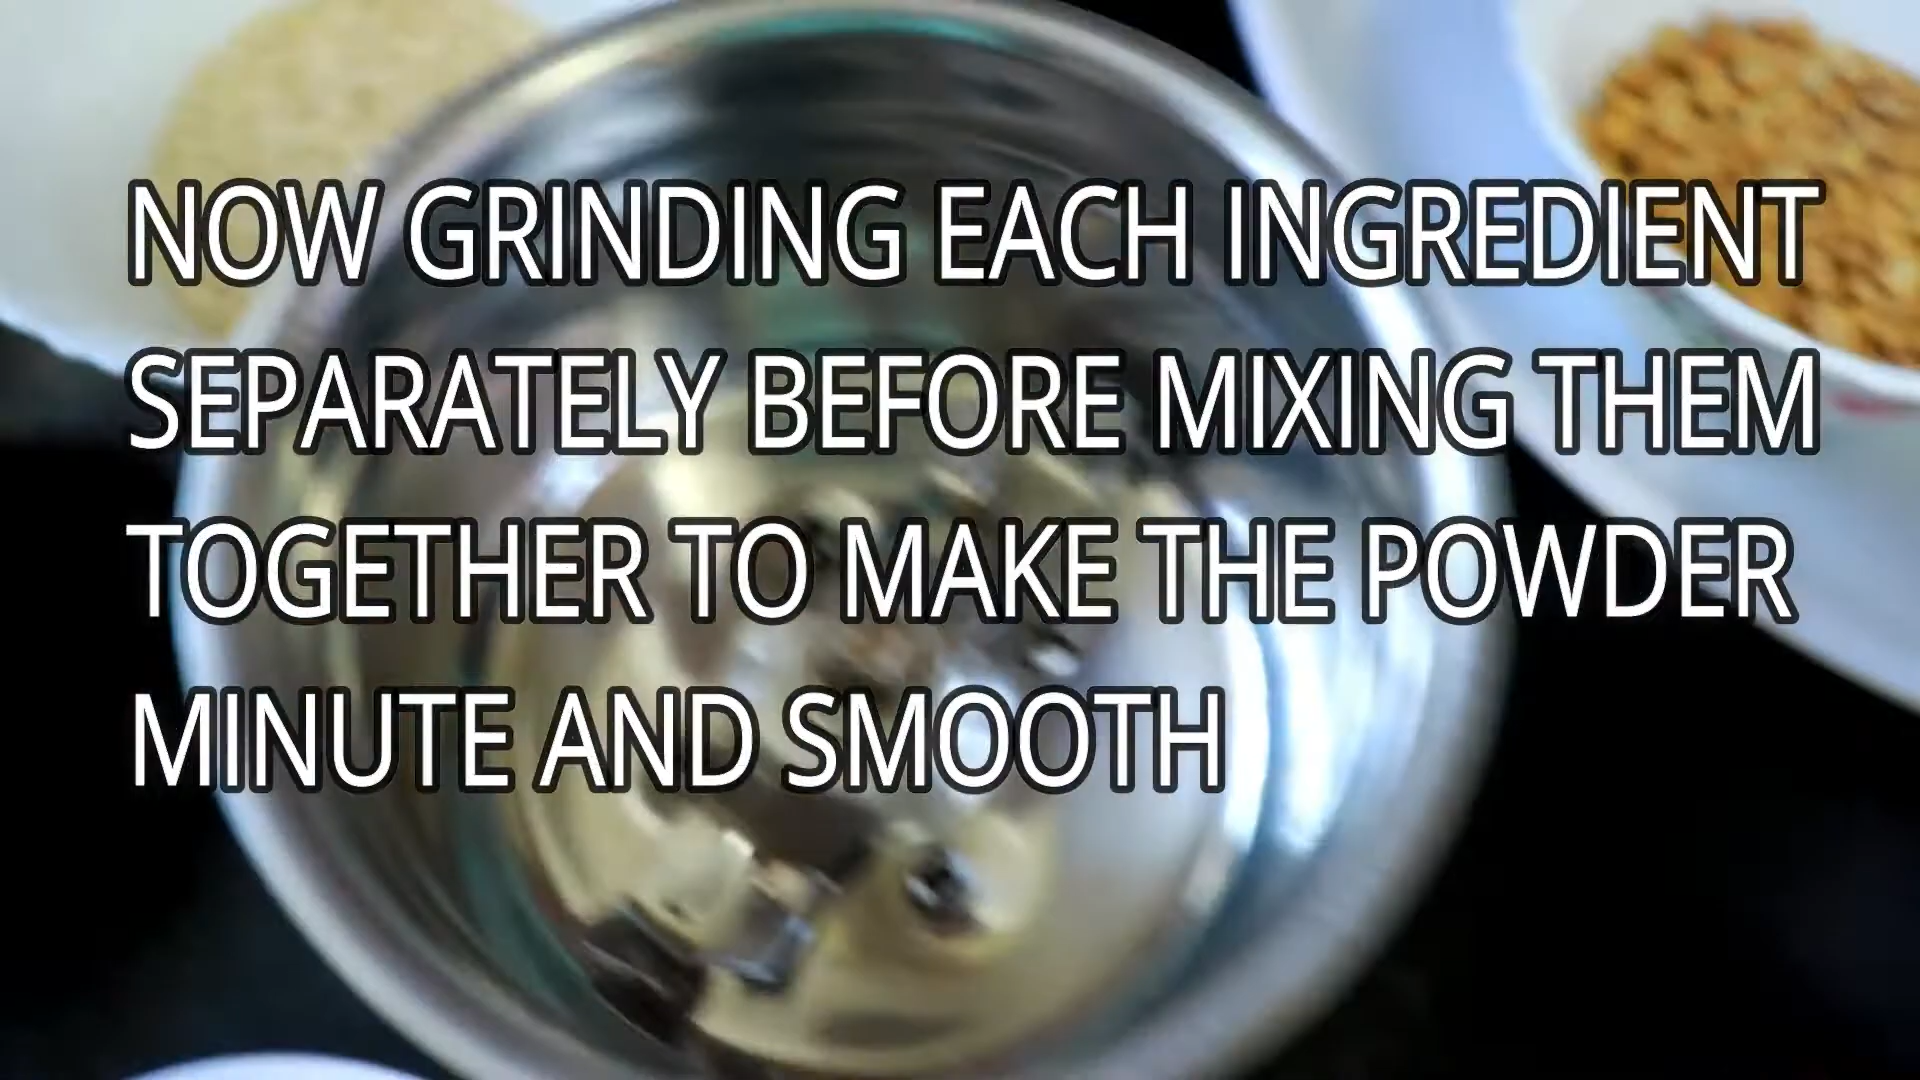 NOW GRINDING EACH INGREDIENT
SEPARATELY BEFORE MIXING THEM
TOGETHER TO MAKE THE POWDER
MINUTE AND SMOOTH